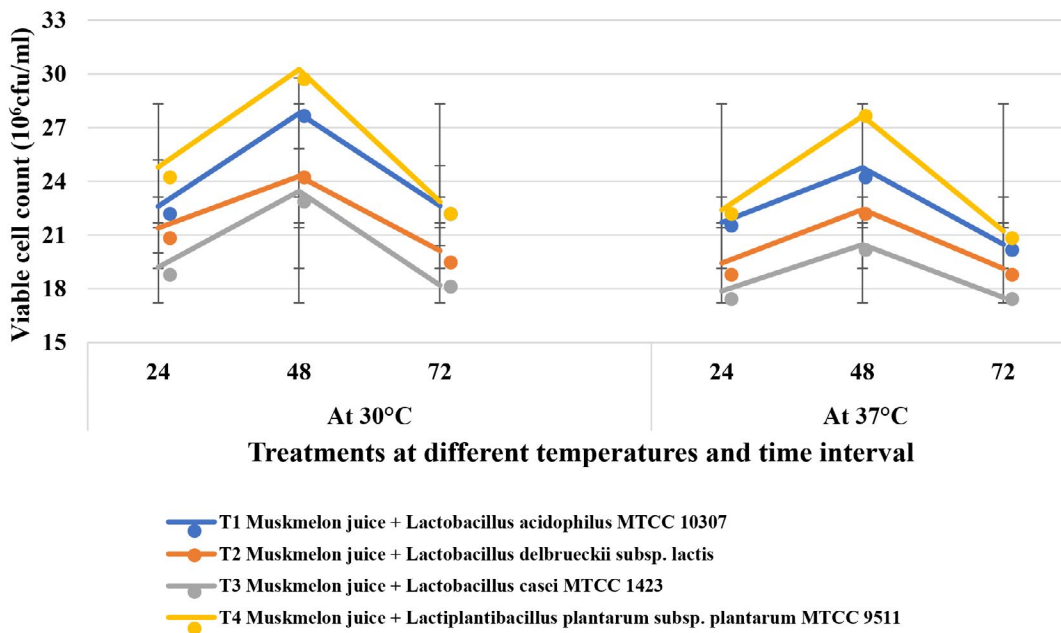 33
30
27
24
21
18
15
Viable cell count (10⁶cfu/ml)
24 48 72 24 48 72
At 30°C At 37°C
Treatments at different temperatures and time interval
T1 Muskmelon juice + Lactobacillus acidophilus MTCC 10307
T2 Muskmelon juice + Lactobacillus delbrueckii subsp. lactis
T3 Muskmelon juice + Lactobacillus casei MTCC 1423
T4 Muskmelon juice + Lactiplantibacillus plantarum subsp. plantarum MTCC 9511